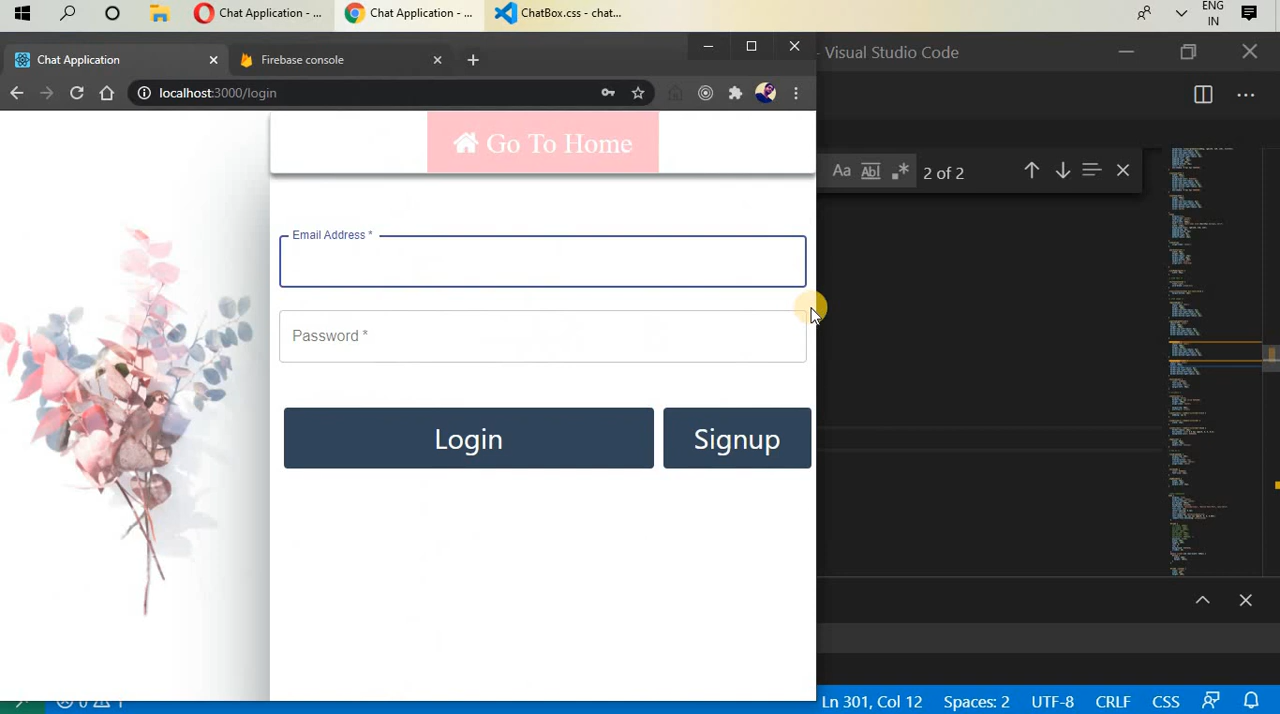 Chat Application - ...
Chat Application - ...
ChatBox.css - chat...
ENG
IN
Chat Application
Firebase console
- Visual Studio Code
localhost:3000/login
Go To Home
Aa
Abl
2 of 2
Email Address *
Password *
Login
Signup
Ln 301, Col 12
Spaces: 2
UTF-8
CRLF
CSS